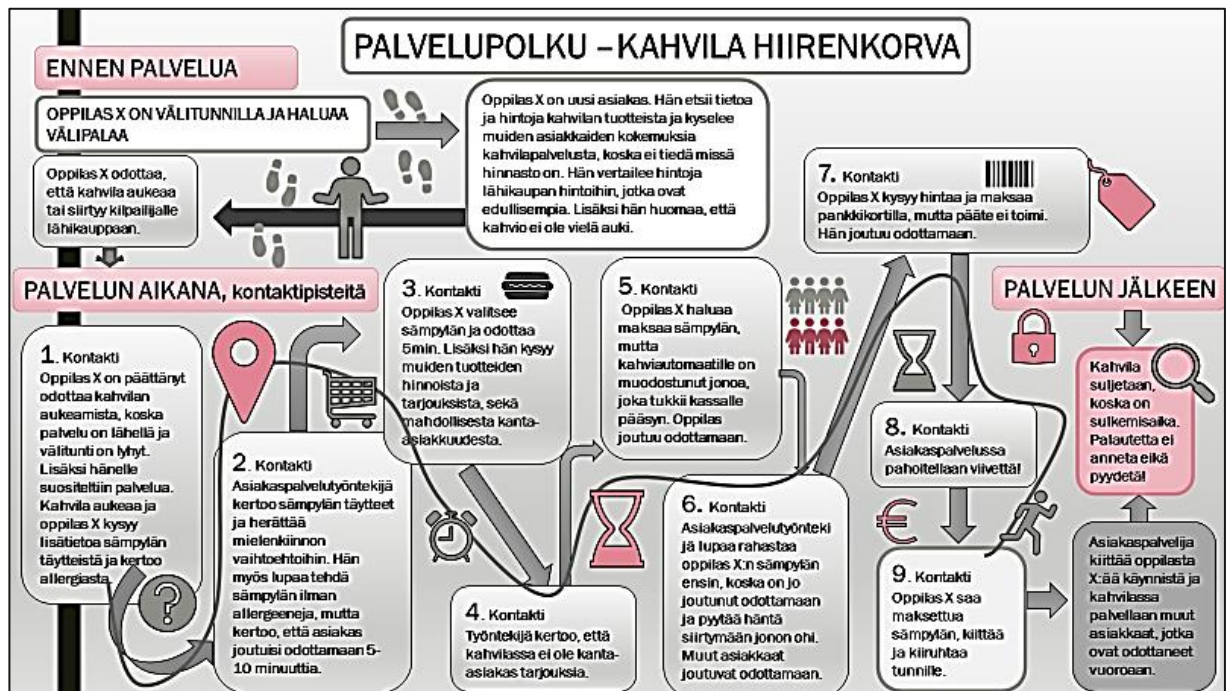 PALVELUPOLKU – KAHVILA HIIRENKORVA
ENNEN PALVELUA
OPPILAS X ON VÄLITUNNILLA JA HALUAA
VÄLIPALAA
Oppilas X on uusi asiakas. Hän etsii tietoa
ja hintoja kahvilan tuotteista ja kyselee
muiden asiakkaiden kokemuksia
kahvilapalvelusta, koska ei tiedä missä
hinnasto on. Hän vertailee hintoja
lähikaupan hintoihin, jotka ovat
edullisempia. Lisäksi hän huomaa, että
kahvio ei ole vielä auki.
Oppilas X odottaa,
että kahvila aukeaa
tai siirtyy kilpailijalle
lähikauppaan.
PALVELUN AIKANA, kontaktipisteitä
1. Kontakti
Oppilas X on päättänyt
odottaa kahvilan
aukeamista, koska
palvelu on lähellä ja
välitunti on lyhyt.
Lisäksi hänelle
suositeltiin palvelua.
Kahvila aukeaa ja
oppilas X kysyy
lisätietoa sämpylän
täytteistä ja kertoo
allergiasta.
2. Kontakti
Asiakaspalvelutyöntekijä
kertoo sämpylän täytteet
ja herättää
mielenkiinnon
vaihtoehtoihin. Hän
myös lupaa tehdä
sämpylän ilman
allergeeneja, mutta
kertoo, että asiakas
joutuisi odottamaan 5-
10 minuuttia.
3. Kontakti
Oppilas X valitsee
sämpylän ja odottaa
5min. Lisäksi hän kysyy
muiden tuotteiden
hinnoista ja
tarjouksista, sekä
mahdollisesta kanta-
asiakkuudesta.
4. Kontakti
Työntekijä kertoo, että
kahvilassa ei ole kanta-
asiakas tarjouksia.
5. Kontakti
Oppilas X haluaa
maksaa sämpylän,
mutta
kahviautomaatille on
muodostunut jonoa,
joka tukkii kassalle
pääsyn. Oppilas
joutuu odottamaan.
6. Kontakti
Asiakaspalvelutyönteki
jä lupaa rahastaa
oppilas X:n sämpylän
ensin, koska on jo
joutunut odottamaan
ja pyytää häntä
siirtymään jonon ohi.
Muut asiakkaat
joutuvat odottamaan.
7. Kontakti
Oppilas X kysyy hintaa ja maksaa
pankkikortilla, mutta pääte ei toimi.
Hän joutuu odottamaan.
8. Kontakti
Asiakaspalvelussa
pahoitellaan viivettä!
9. Kontakti
Oppilas X saa
maksettua
sämpylän, kiittää
ja kiiruhtaa
tunnille.
PALVELUN JÄLKEEN
Kahvila
suljetaan,
koska on
sulkemisaika.
Palautetta ei
anneta eikä
pyydetä!
Asiakaspalvelija
kiittää oppilasta
X:ää käynnistä ja
kahvilassa
palvellaan muut
asiakkaat, jotka
ovat odottaneet
vuoroaan.